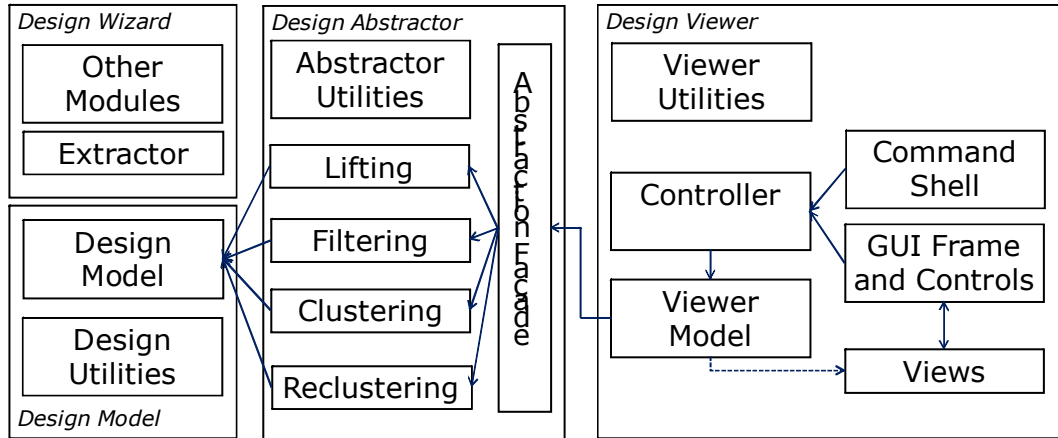 Design Wizard
Other
Modules
Extractor
Design
Model
Design
Utilities
Design Model
Design Abstractor
Abstractor
Utilities
Lifting
Filtering
Clustering
Reclustering
Abstraction Facade
Design Viewer
Viewer
Utilities
Controller
Viewer
Model
Command
Shell
GUI Frame
and Controls
Views